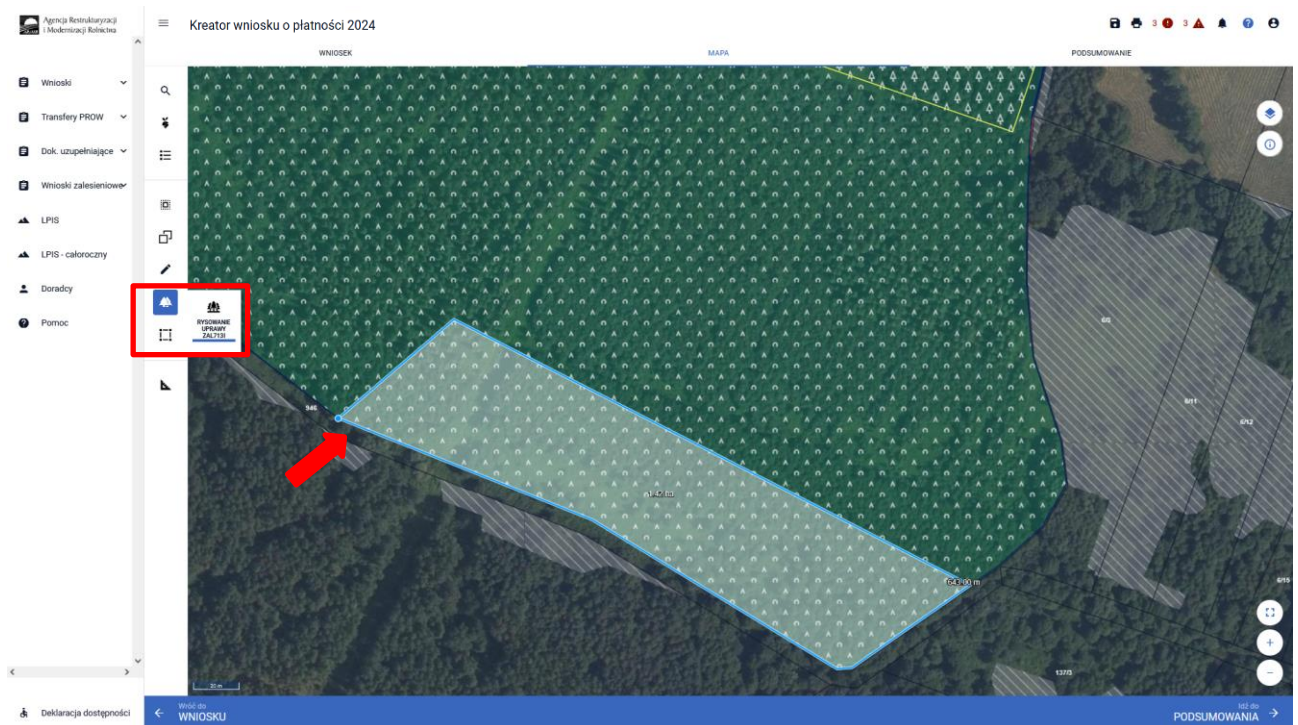 Agencja Restrukturyzacji
i Modernizacji Rolnictwa
Kreator wniosku o płatności 2024
3
3
WNIOSEK
MAPA
PODSUMOWANIE
Wnioski
Transfery PROW
Dok. uzupełniające
Wnioski zalesieniowe
LPIS
LPIS - całoroczny
Doradcy
Pomoc
RYSOWANIE
UPRAWY
ZAL713I
946
6/11
6/12
643.00 m
6/15
137/3
20 m
Deklaracja dostępności
Wróć do
WNIOSKU
Idź do
PODSUMOWANIA